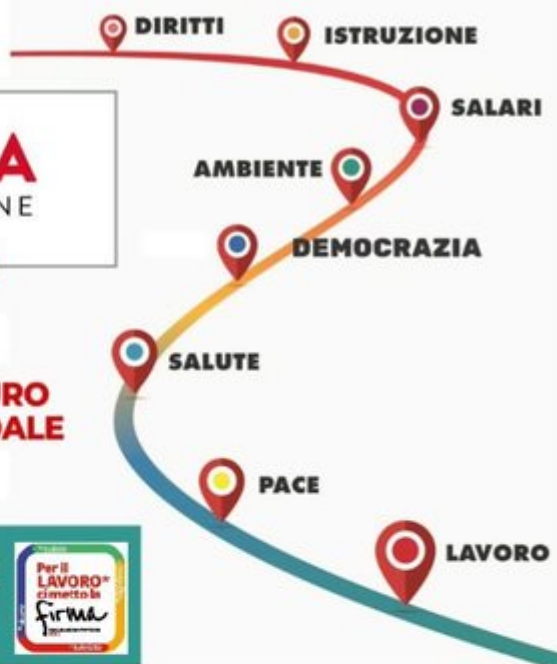 DIRITTI
ISTRUZIONE
SALARI
AMBIENTE
DEMOCRAZIA
SALUTE
PACE
LAVORO
Per il
LAVORO*
ci metto la
firma